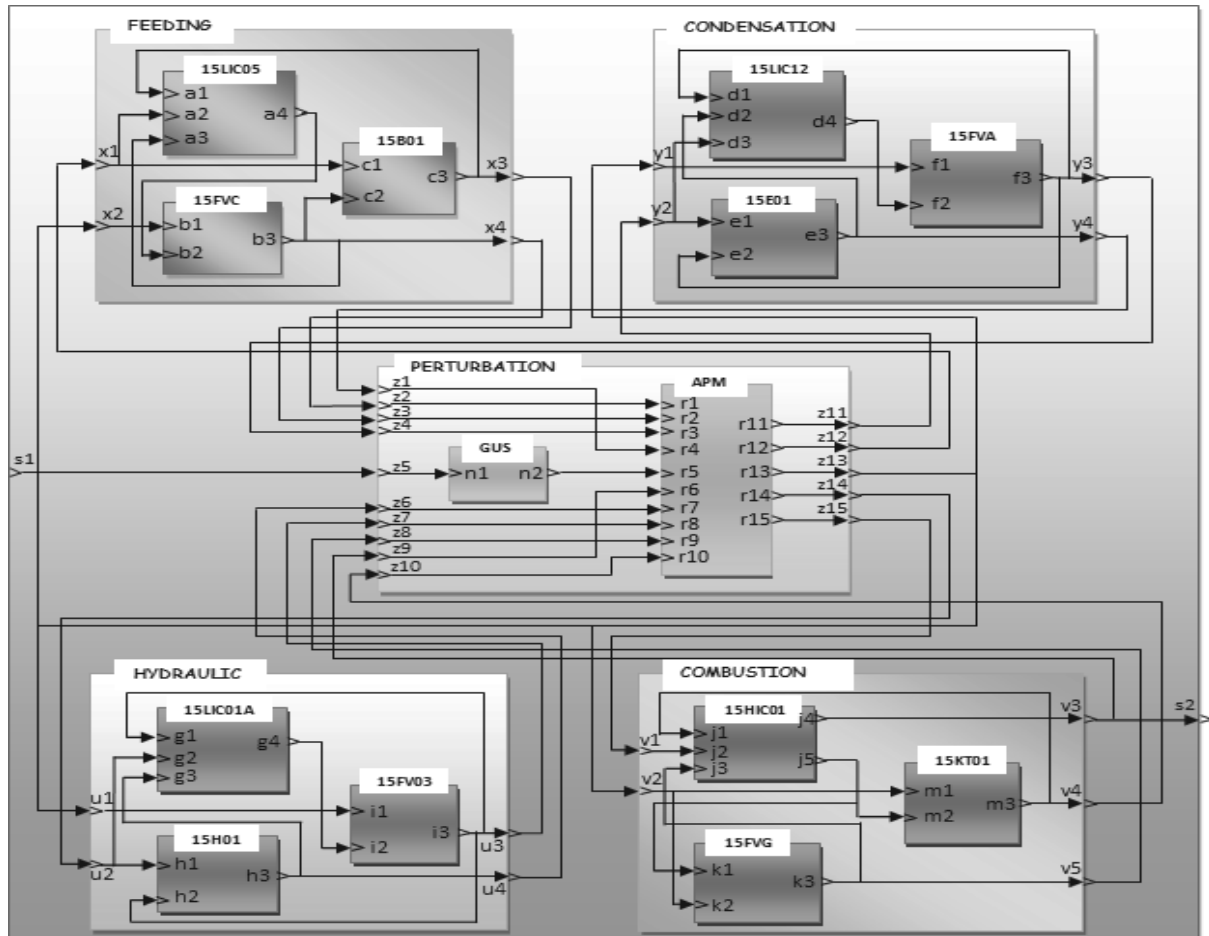 FEEDING
15LIC05
a1
a2
a3
a4
15B01
c1
c2
c3
15FVC
b1
b2
b3
x1
x2
x3
x4
CONDENSATION
15LIC12
d1
d2
d3
d4
15FVA
f1
f2
f3
15E01
e1
e2
e3
y1
y2
y3
y4
PERTURBATION
z1
z2
z3
z4
z5
z6
z7
z8
z9
z10
GUS
n1 n2
APM
r1
r2
r3
r4
r5
r6
r7
r8
r9
r10
r11
r12
r13
r14
r15
z11
z12
z13
z14
z15
s1
HYDRAULIC
15LIC01A
g1
g2
g3
g4
15FV03
i1
i2
i3
15H01
h1
h2
h3
u1
u2
u3
u4
COMBUSTION
15HIC01
j1
j2
j3
j4
j5
15KT01
m1
m2
m3
15FVG
k1
k2
k3
v1
v2
v3
v4
v5
s2